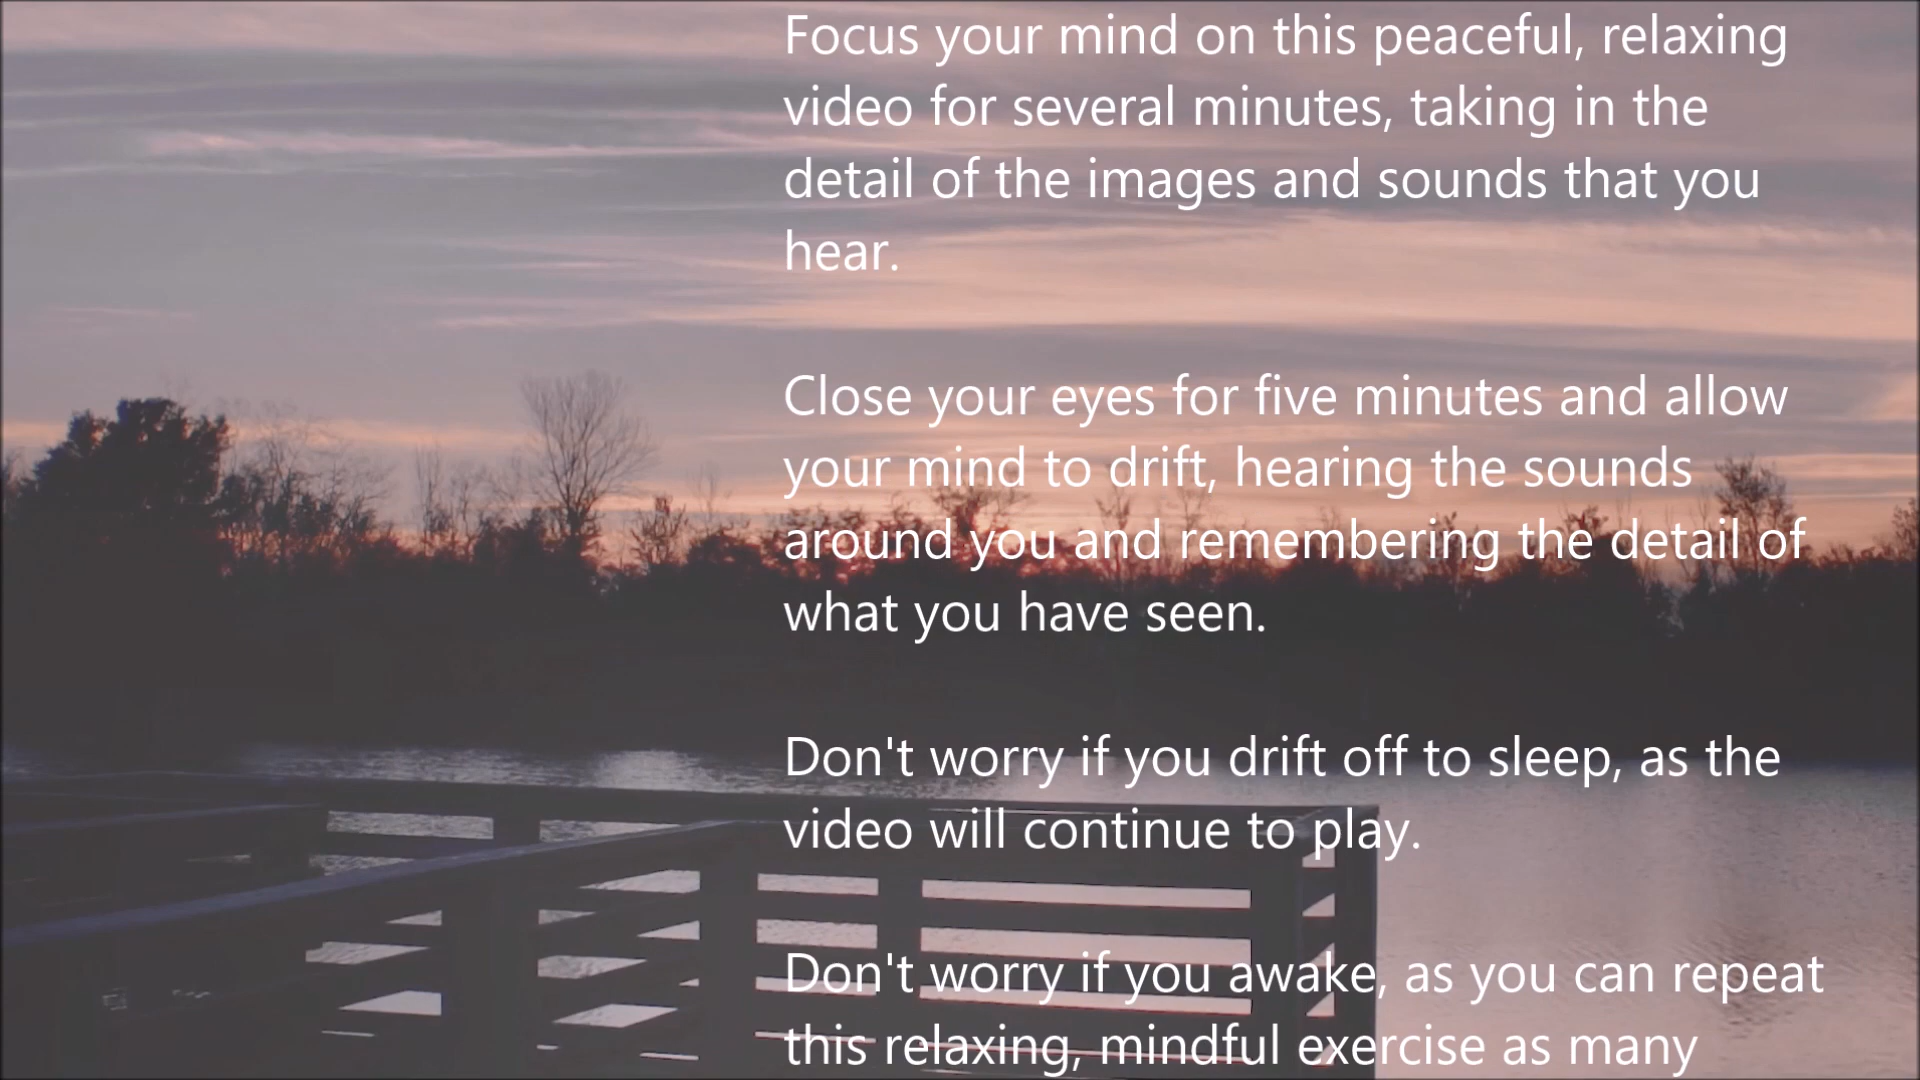 Focus your mind on this peaceful, relaxing
video for several minutes, taking in the
detail of the images and sounds that you
hear.
Close your eyes for five minutes and allow
your mind to drift, hearing the sounds
around you and remembering the detail of
what you have seen.
Don't worry if you drift off to sleep, as the
video will continue to play.
Don't worry if you awake, as you can repeat
this relaxing, mindful exercise as many